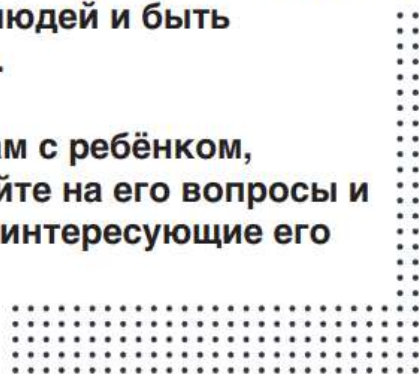 людей и быть
.
м с ребёнком,
йте на его вопросы и
интересующие его